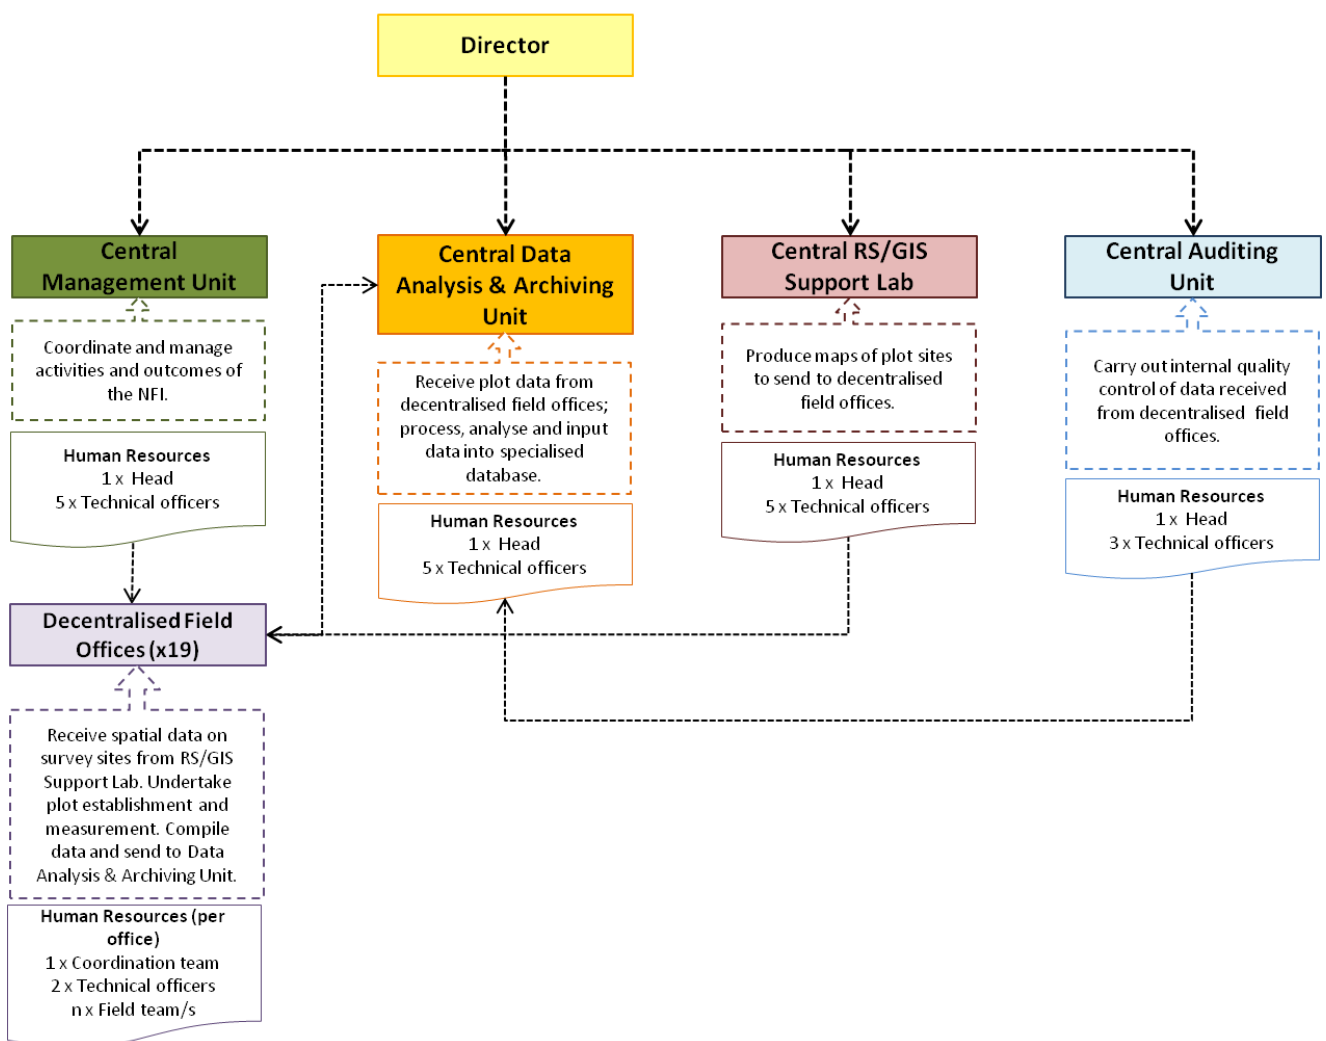 Director
Central
Management Unit
Coordinate and manage
activities and outcomes of
the NFI.
Human Resources
1 x Head
5 x Technical officers
Decentralised Field
Offices (x19)
Receive spatial data on
survey sites from RS/GIS
Support Lab. Undertake
plot establishment and
measurement. Compile
data and send to Data
Analysis & Archiving Unit.
Human Resources (per
office)
1 x Coordination team
2 x Technical officers
n x Field team/s
Central Data
Analysis & Archiving
Unit
Receive plot data from
decentralised field offices;
process, analyse and input
data into specialised
database.
Human Resources
1 x Head
5 x Technical officers
Central RS/GIS
Support Lab
Produce maps of plot sites
to send to decentralised
field offices.
Human Resources
1 x Head
5 x Technical officers
Central Auditing
Unit
Carry out internal quality
control of data received
from decentralised field
offices.
Human Resources
1 x Head
3 x Technical officers